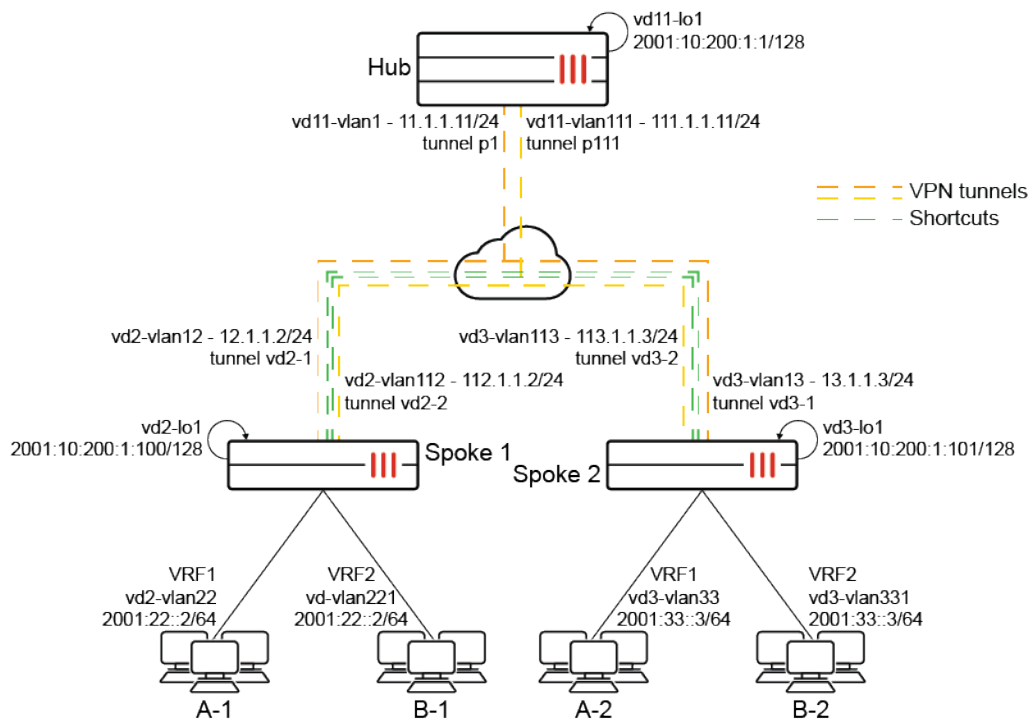 vd11-lo1
2001:10:200:1:1/128
Hub
vd11-vlan1 - 11.1.1.11/24
tunnel p1
vd11-vlan111 - 111.1.1.11/24
tunnel p111
VPN tunnels
Shortcuts
vd2-vlan12 - 12.1.1.2/24
tunnel vd2-1
vd3-vlan113 - 113.1.1.3/24
tunnel vd3-2
vd2-vlan112 - 112.1.1.2/24
tunnel vd2-2
vd3-vlan13 - 13.1.1.3/24
tunnel vd3-1
vd2-lo1
2001:10:200:1:100/128
Spoke 1
Spoke 2
vd3-lo1
2001:10:200:1:101/128
VRF1
vd2-vlan22
2001:22::2/64
VRF2
vd-vlan221
2001:22::2/64
VRF1
vd3-vlan33
2001:33::3/64
VRF2
vd3-vlan331
2001:33::3/64
A-1
B-1
A-2
B-2